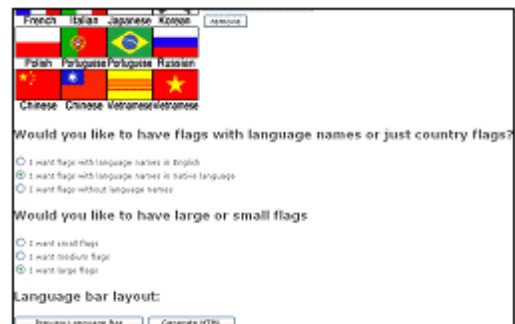 French Italian Japanese Korean remove
Polish Portuguese Portuguese Russian
Chinese Chinese Vietnamese Vietnamese
Would you like to have flags with language names or just country flags?
I want flags with language names in English
I want flags with language names in native language
I want flags without language names
Would you like to have large or small flags
I want small flags
I want medium flags
I want large flags
Language bar layout:
Preview Language Bar Generate HTML